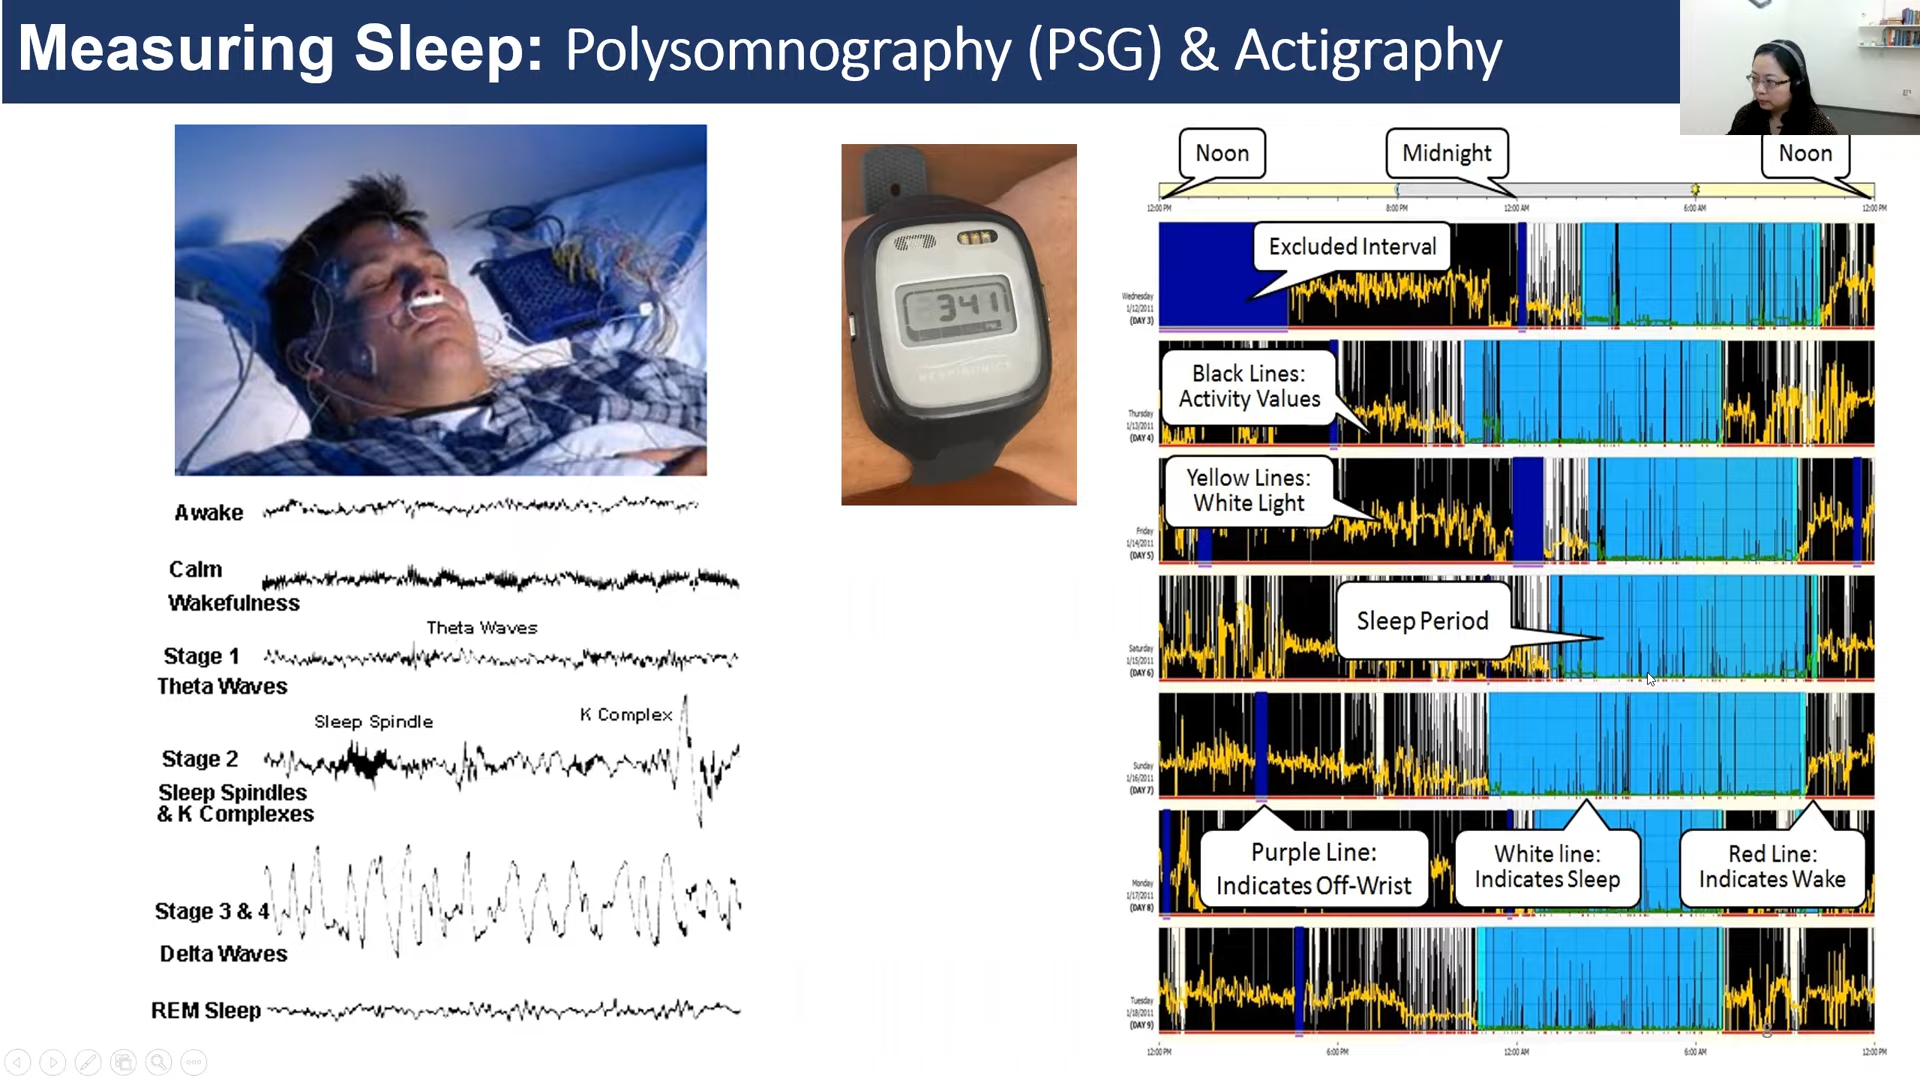 Measuring Sleep: Polysomnography (PSG) & Actigraphy
341
PM
RESPIRONICS
Awake
Calm
Wakefulness
Theta Waves
Stage 1
Theta Waves
Sleep Spindle
K Complex
Stage 2
Sleep Spindles
& K Complexes
Stage 3 & 4
Delta Waves
REM Sleep
Noon
Midnight
Noon
12:00 PM
8:00 PM
12:00 AM
6:00 AM
12:00 PM
Excluded Interval
Wednesday
1/12/2011
(DAY 3)
Black Lines:
Activity Values
Thursday
1/13/2011
(DAY 4)
Yellow Lines:
White Light
Friday
1/14/2011
(DAY 5)
Sleep Period
Saturday
1/15/2011
(DAY 6)
Sunday
1/16/2011
(DAY 7)
Purple Line:
Indicates Off-Wrist
White line:
Indicates Sleep
Red Line:
Indicates Wake
Monday
1/17/2011
(DAY 8)
Tuesday
1/18/2011
(DAY 9)
12:00 PM
6:00 PM
12:00 AM
6:00 AM
12:00 PM